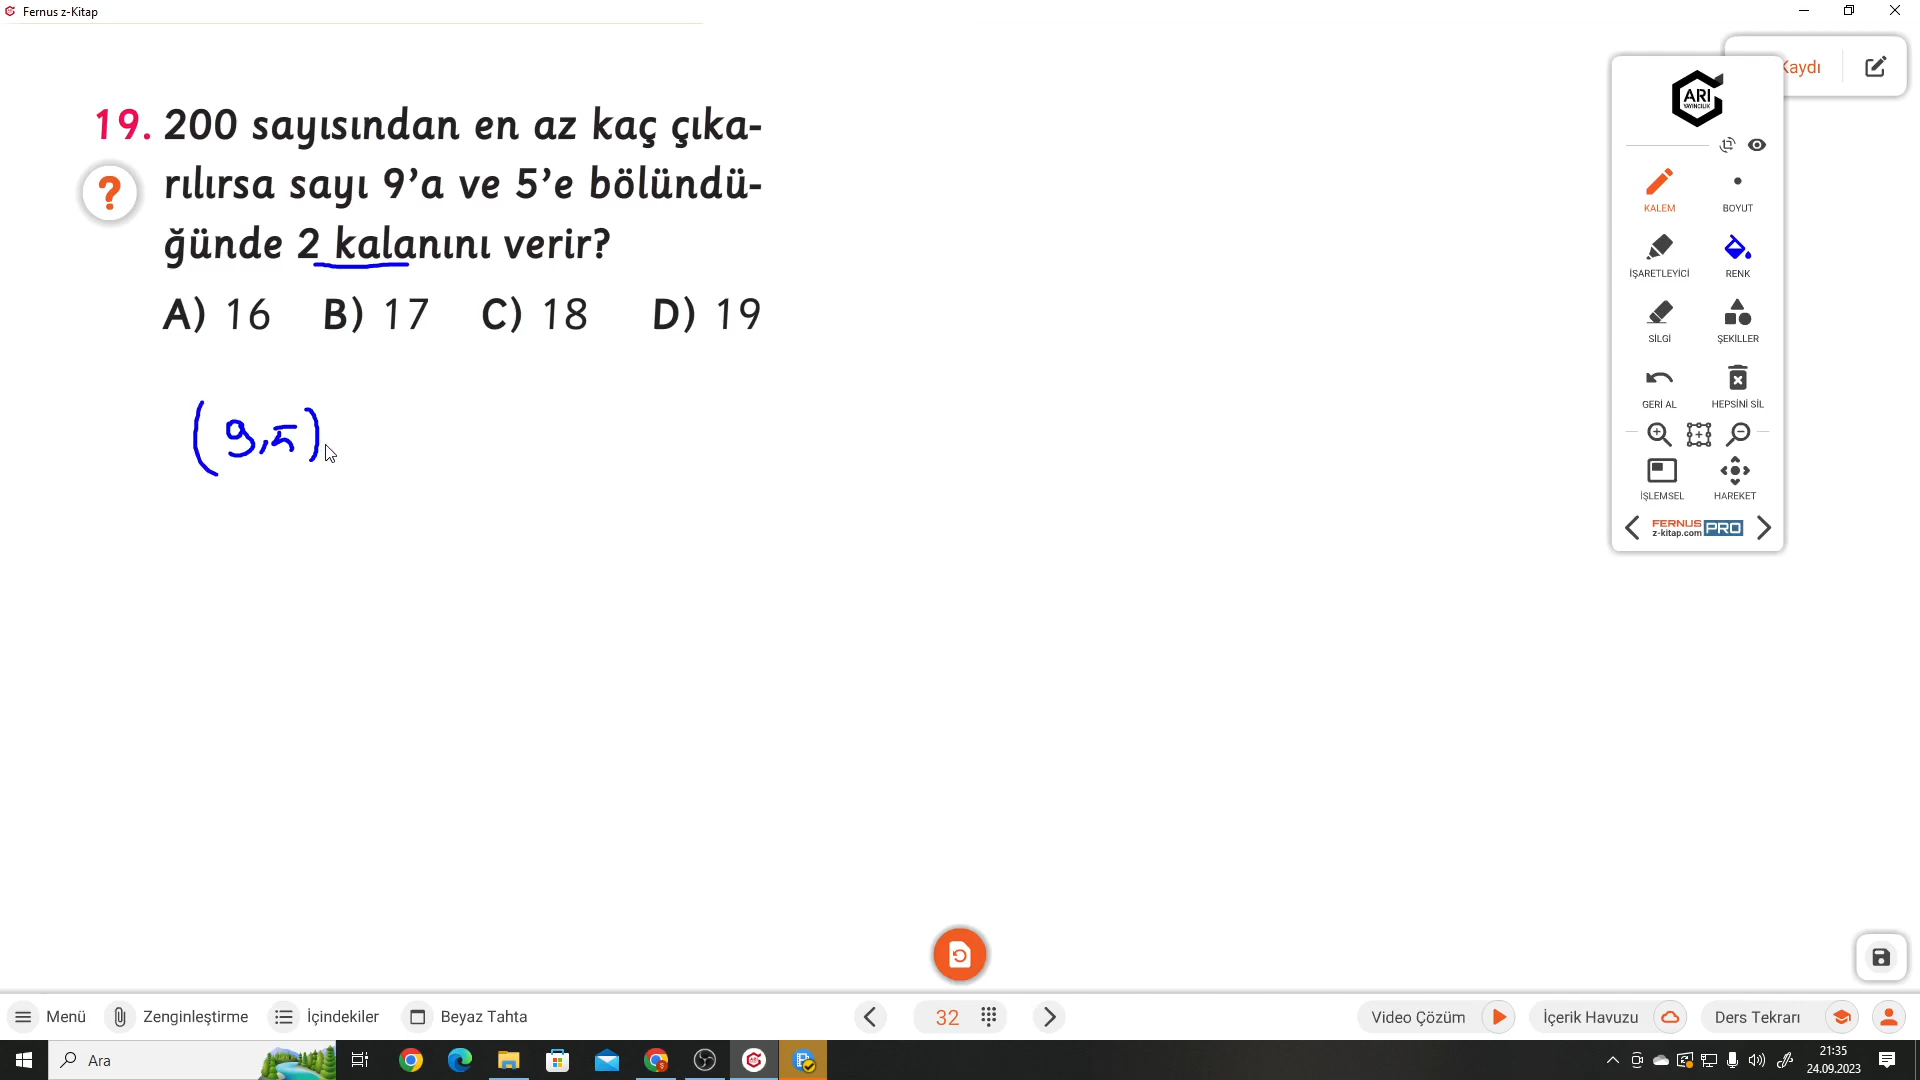 Fernus z-Kitap
Kaydı
ARI
YAYINCILIK
19. 200 sayısından en az kaç çıka-
rılırsa sayı 9'a ve 5'e bölündü-
ğünde 2 kalanını verir?
A) 16 B) 17 C) 18 D) 19
(9,5)
KALEM BOYUT
İŞARETLEYİCİ RENK
SİLGİ ŞEKİLLER
GERİ AL HEPSİNİ SİL
İŞLEMSEL HAREKET
FERNUS PRO
z-kitap.com
Menü Zenginleştirme İçindekiler Beyaz Tahta 32 Video Çözüm İçerik Havuzu Ders Tekrarı
Ara
21:35
24.09.2023